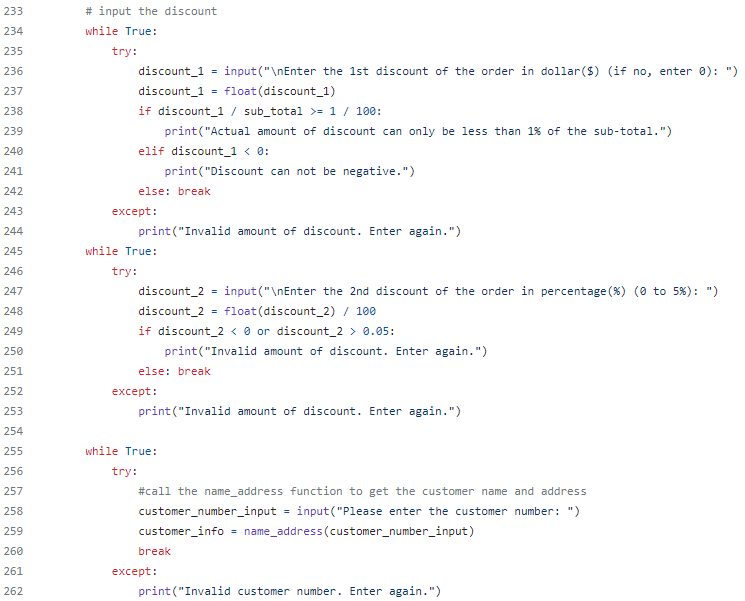 233 # input the discount
234 while True:
235 try:
236 discount_1 = input("\nEnter the 1st discount of the order in dollar($) (if no, enter 0): ")
237 discount_1 = float(discount_1)
238 if discount_1 / sub_total >= 1 / 100:
239 print("Actual amount of discount can only be less than 1% of the sub-total.")
240 elif discount_1 < 0:
241 print("Discount can not be negative.")
242 else: break
243 except:
244 print("Invalid amount of discount. Enter again.")
245 while True:
246 try:
247 discount_2 = input("\nEnter the 2nd discount of the order in percentage(%) (0 to 5%): ")
248 discount_2 = float(discount_2) / 100
249 if discount_2 < 0 or discount_2 > 0.05:
250 print("Invalid amount of discount. Enter again.")
251 else: break
252 except:
253 print("Invalid amount of discount. Enter again.")
254
255 while True:
256 try:
257 #call the name_address function to get the customer name and address
258 customer_number_input = input("Please enter the customer number: ")
259 customer_info = name_address(customer_number_input)
260 break
261 except:
262 print("Invalid customer number. Enter again.")